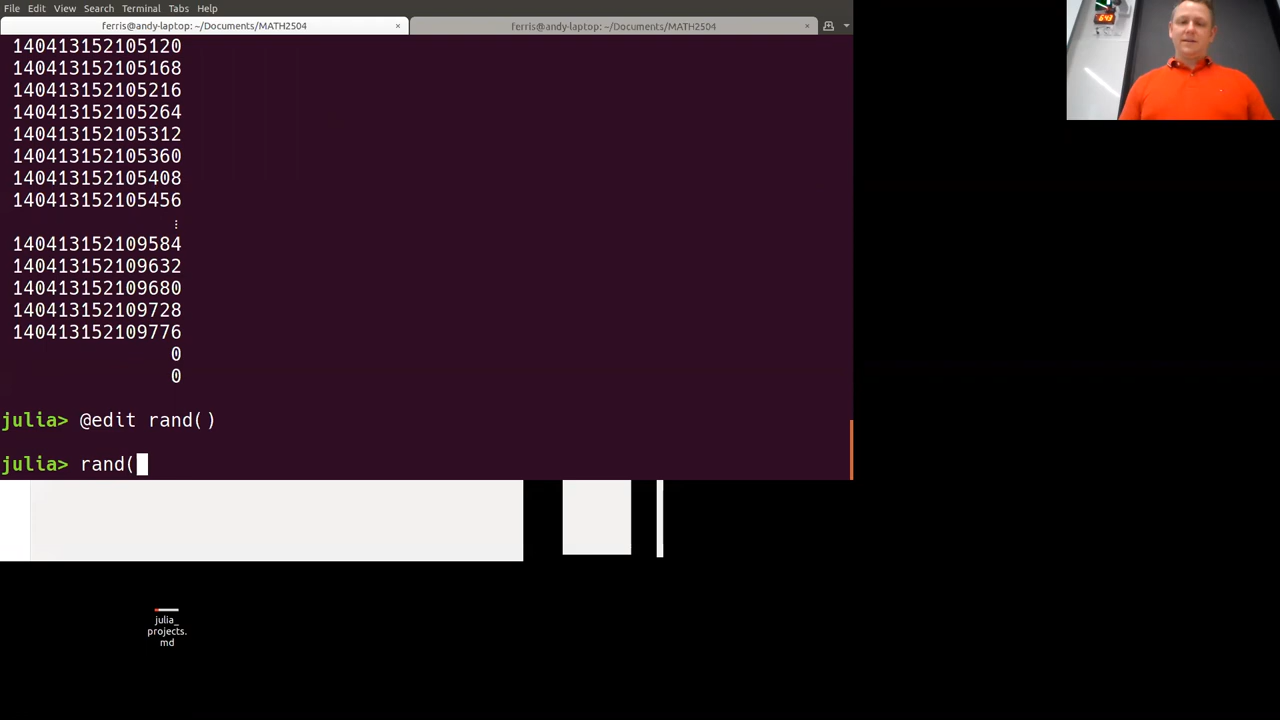 File Edit View Search Terminal Tabs Help
ferris@andy-laptop: ~/Documents/MATH2504 × ferris@andy-laptop: ~/Documents/MATH2504 ×
140413152105120
140413152105168
140413152105216
140413152105264
140413152105312
140413152105360
140413152105408
140413152105456
⋮
140413152109584
140413152109632
140413152109680
140413152109728
140413152109776
0
0
julia> @edit rand()
julia> rand(
julia_
projects.
md